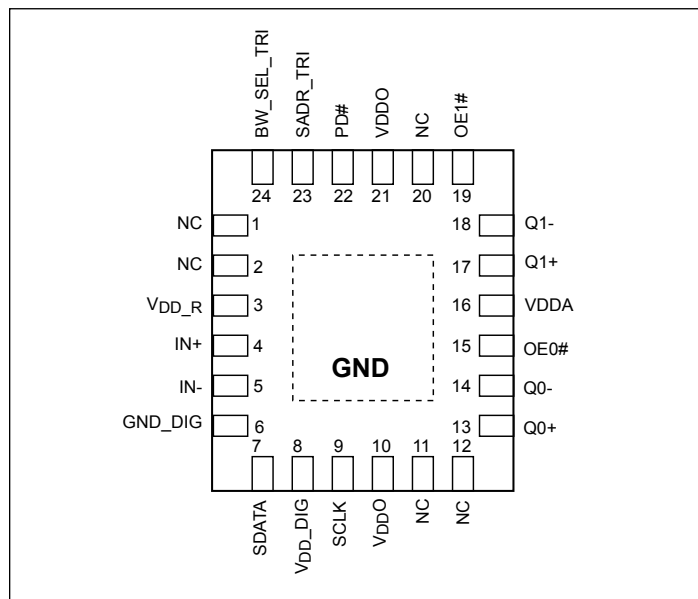 BW_SEL_TRI
SADR_TRI
PD#
VDDO
NC
OE1#
24 23 22 21 20 19
NC 1 18 Q1-
NC 2 17 Q1+
VDD_R 3 16 VDDA
IN+ 4 15 OE0#
IN- 5 14 Q0-
GND_DIG 6 13 Q0+
GND
7 8 9 10 11 12
SDATA
VDD_DIG
SCLK
VDDO
NC
NC